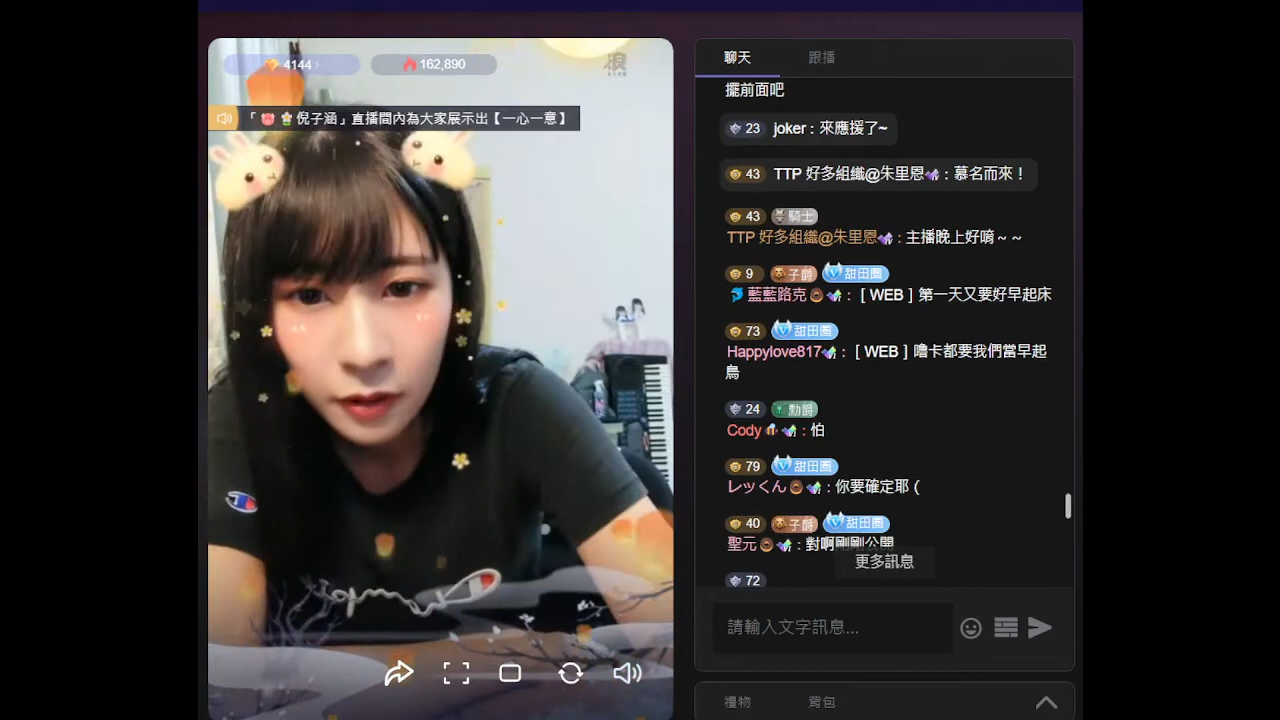 4144
162,890
浪
LIVE
「🐷💐倪子涵」直播間內為大家展示出【一心一意】
聊天
跟播
擺前面吧
23 joker : 來應援了~
43 TTP 好多組織@朱里恩 : 慕名而來！
43 騎士
TTP 好多組織@朱里恩 : 主播晚上好唷～～
9 子爵 甜田圈
藍藍路克🍩 : [ WEB ] 第一天又要好早起床
73 甜田圈
Happylove817 : [ WEB ] 嚕卡都要我們當早起
鳥
24 勳爵
Cody🐝 : 怕
79 甜田圈
レッくん🍩 : 你要確定耶 (
40 子爵 甜田圈
聖元🍩 : 對啊剛剛公開
更多訊息
72
請輸入文字訊息...
禮物
背包